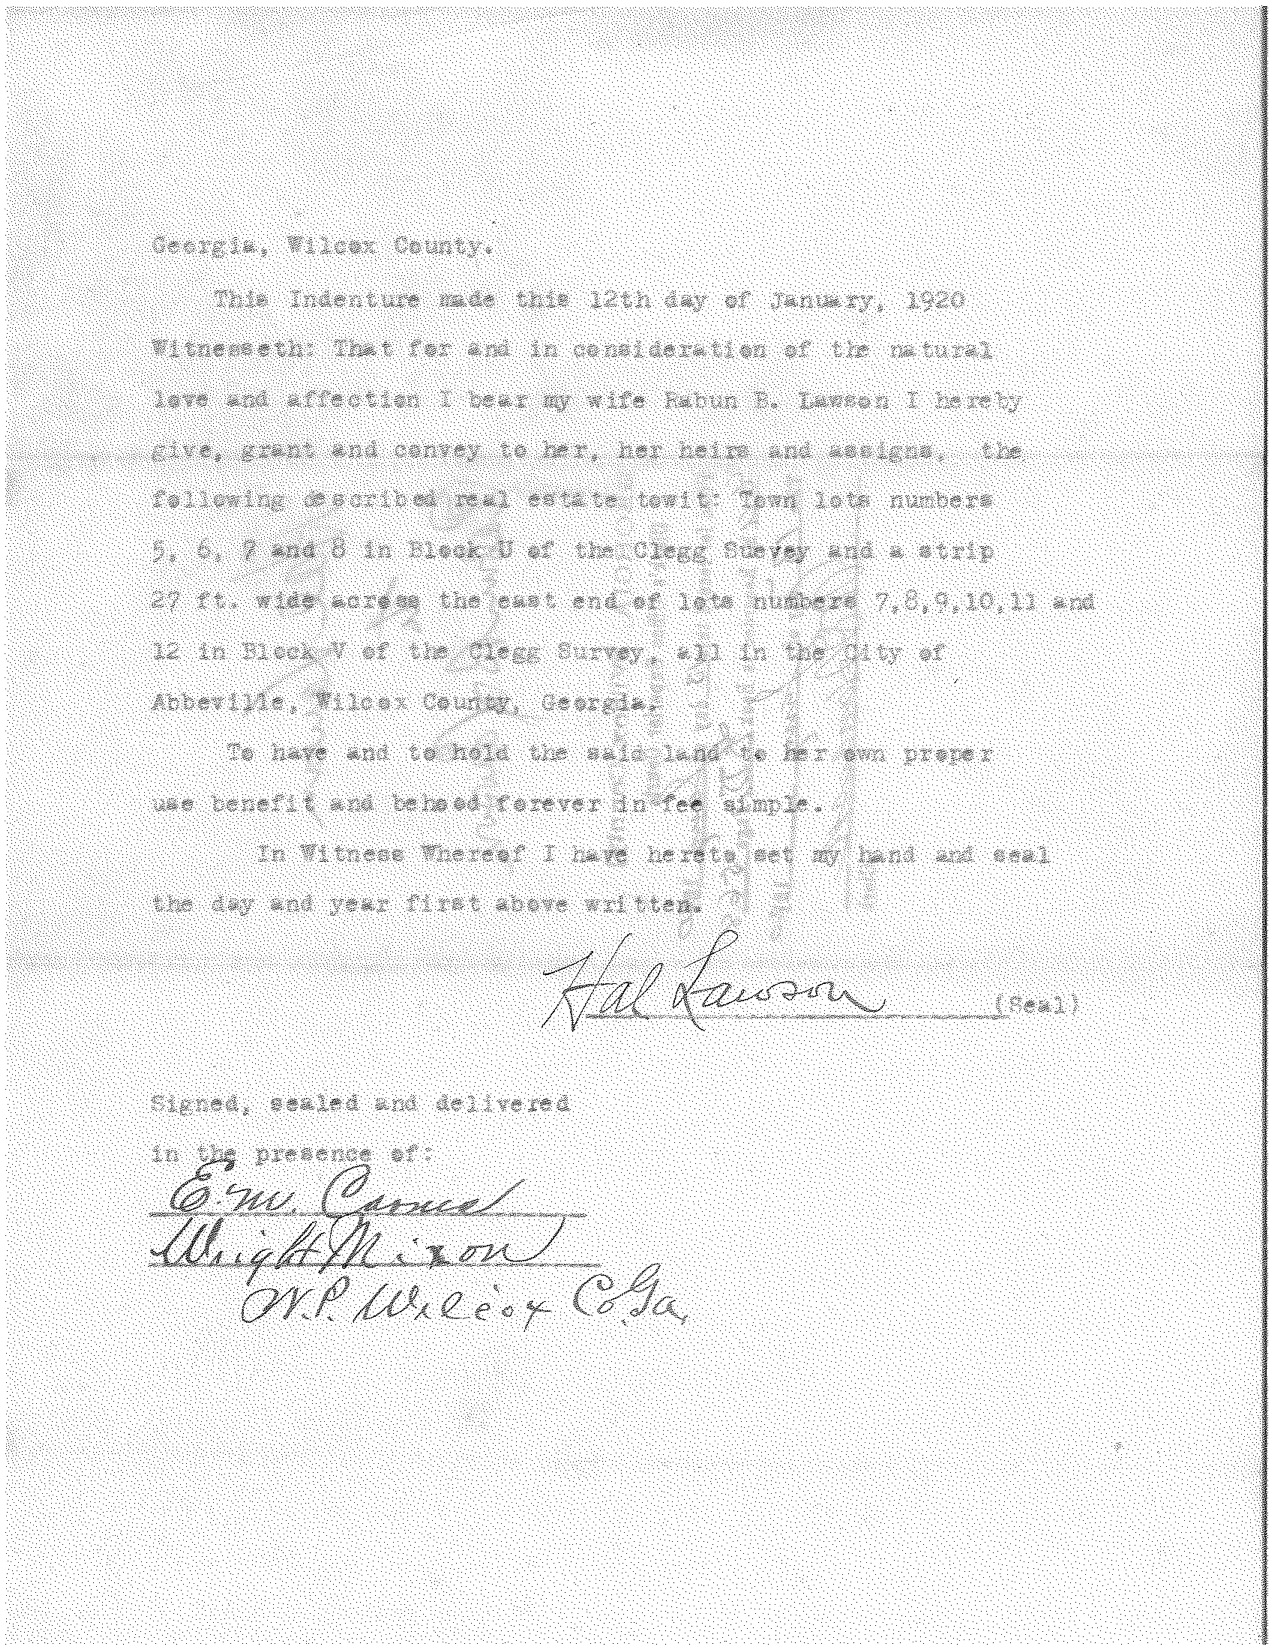 Georgia, Wilcox County.
This Indenture made this 12th day of January, 1920
Witnesseth: That for and in consideration of the natural
love and affection I bear my wife Rabun B. Lawson I hereby
give, grant and convey to her, her heirs and assigns, the
following described real estate towit: Town lots numbers
5, 6, 7 and 8 in Block U of the Clegg Suevey and a strip
27 ft. wide across the east end of lots numbers 7,8,9,10,11 and
12 in Block V of the Clegg Survey, all in the City of
Abbeville, Wilcox County, Georgia.
To have and to hold the said land to her own proper
use benefit and behood forever in fee simple.
In Witness Whereof I have hereto set my hand and seal
the day and year first above written.
Hal Lawson (Seal)
Signed, sealed and delivered
in the presence of:
E. M.
Wright Mixon
N.P. Wilcox Co. Ga.